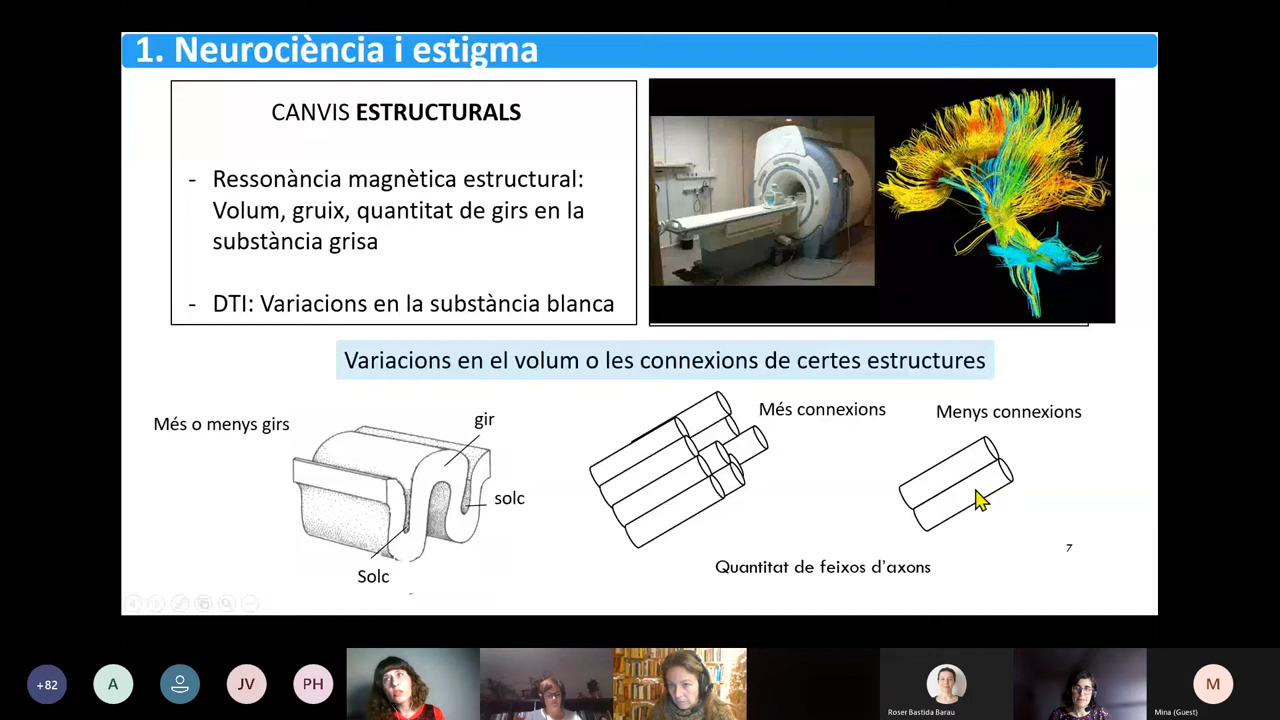 1. Neurociència i estigma
CANVIS ESTRUCTURALS
- Ressonància magnètica estructural:
Volum, gruix, quantitat de girs en la
substància grisa
- DTI: Variacions en la substància blanca
Variacions en el volum o les connexions de certes estructures
Més o menys girs
gir
solc
Solc
Més connexions
Menys connexions
Quantitat de feixos d'axons
7
+82
A
JV
PH
Roser Bastida Barau
M
Mina (Guest)